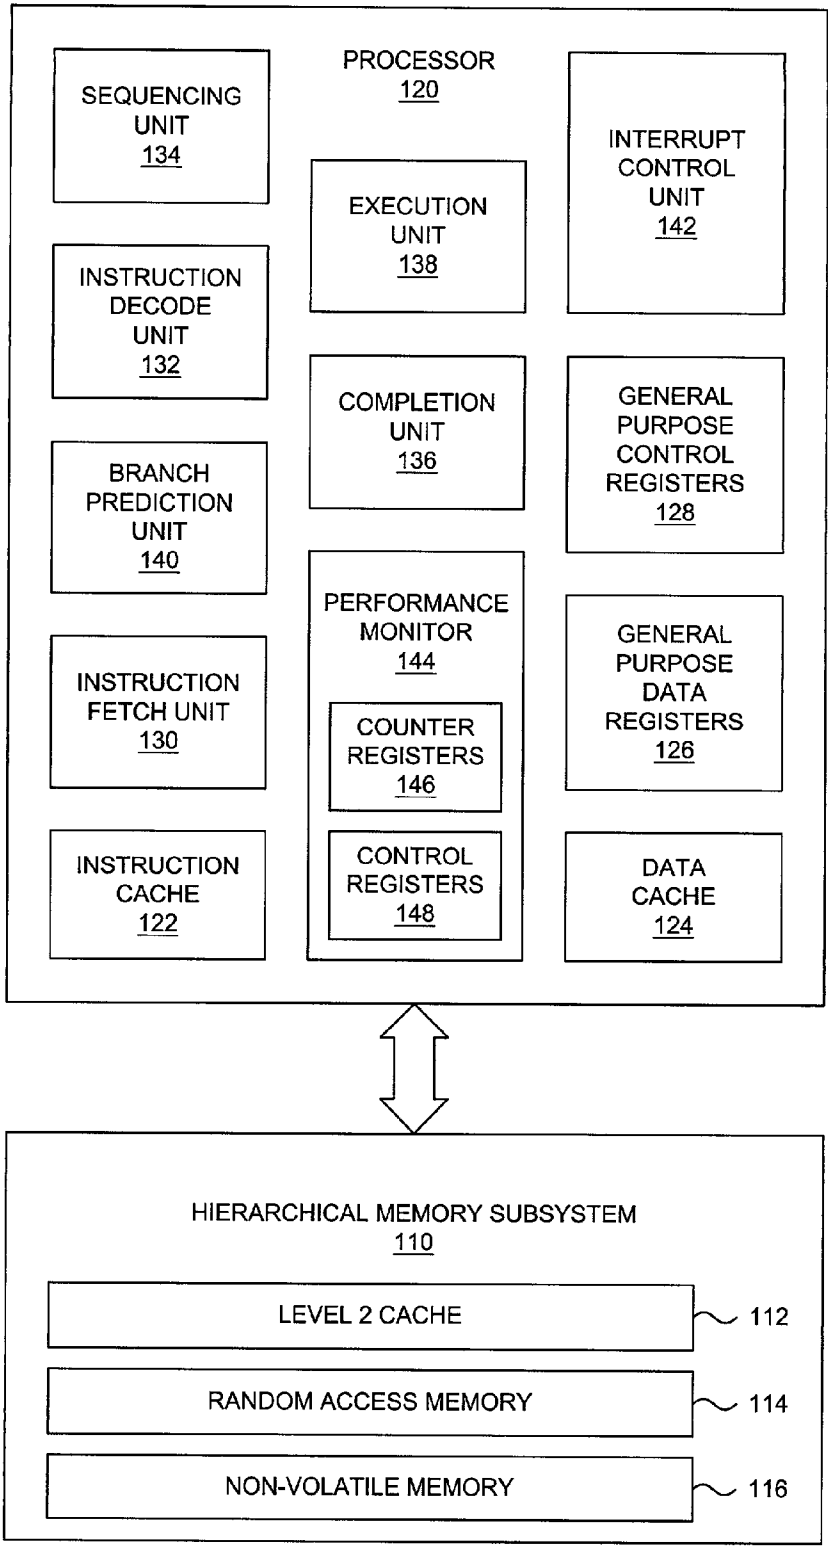 PROCESSOR
120
SEQUENCING
UNIT
134
INSTRUCTION
DECODE
UNIT
132
BRANCH
PREDICTION
UNIT
140
INSTRUCTION
FETCH UNIT
130
INSTRUCTION
CACHE
122
EXECUTION
UNIT
138
COMPLETION
UNIT
136
PERFORMANCE
MONITOR
144
COUNTER
REGISTERS
146
CONTROL
REGISTERS
148
INTERRUPT
CONTROL
UNIT
142
GENERAL
PURPOSE
CONTROL
REGISTERS
128
GENERAL
PURPOSE
DATA
REGISTERS
126
DATA
CACHE
124
HIERARCHICAL MEMORY SUBSYSTEM
110
LEVEL 2 CACHE 112
RANDOM ACCESS MEMORY 114
NON-VOLATILE MEMORY 116